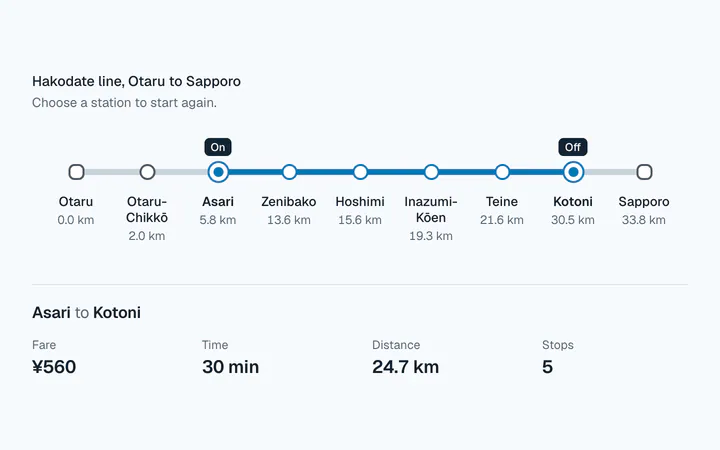 Hakodate line, Otaru to Sapporo
Choose a station to start again.
On
Off
Otaru
0.0 km
Otaru-
Chikkō
2.0 km
Asari
5.8 km
Zenibako
13.6 km
Hoshimi
15.6 km
Inazumi-
Kōen
19.3 km
Teine
21.6 km
Kotoni
30.5 km
Sapporo
33.8 km
Asari to Kotoni
Fare
¥560
Time
30 min
Distance
24.7 km
Stops
5